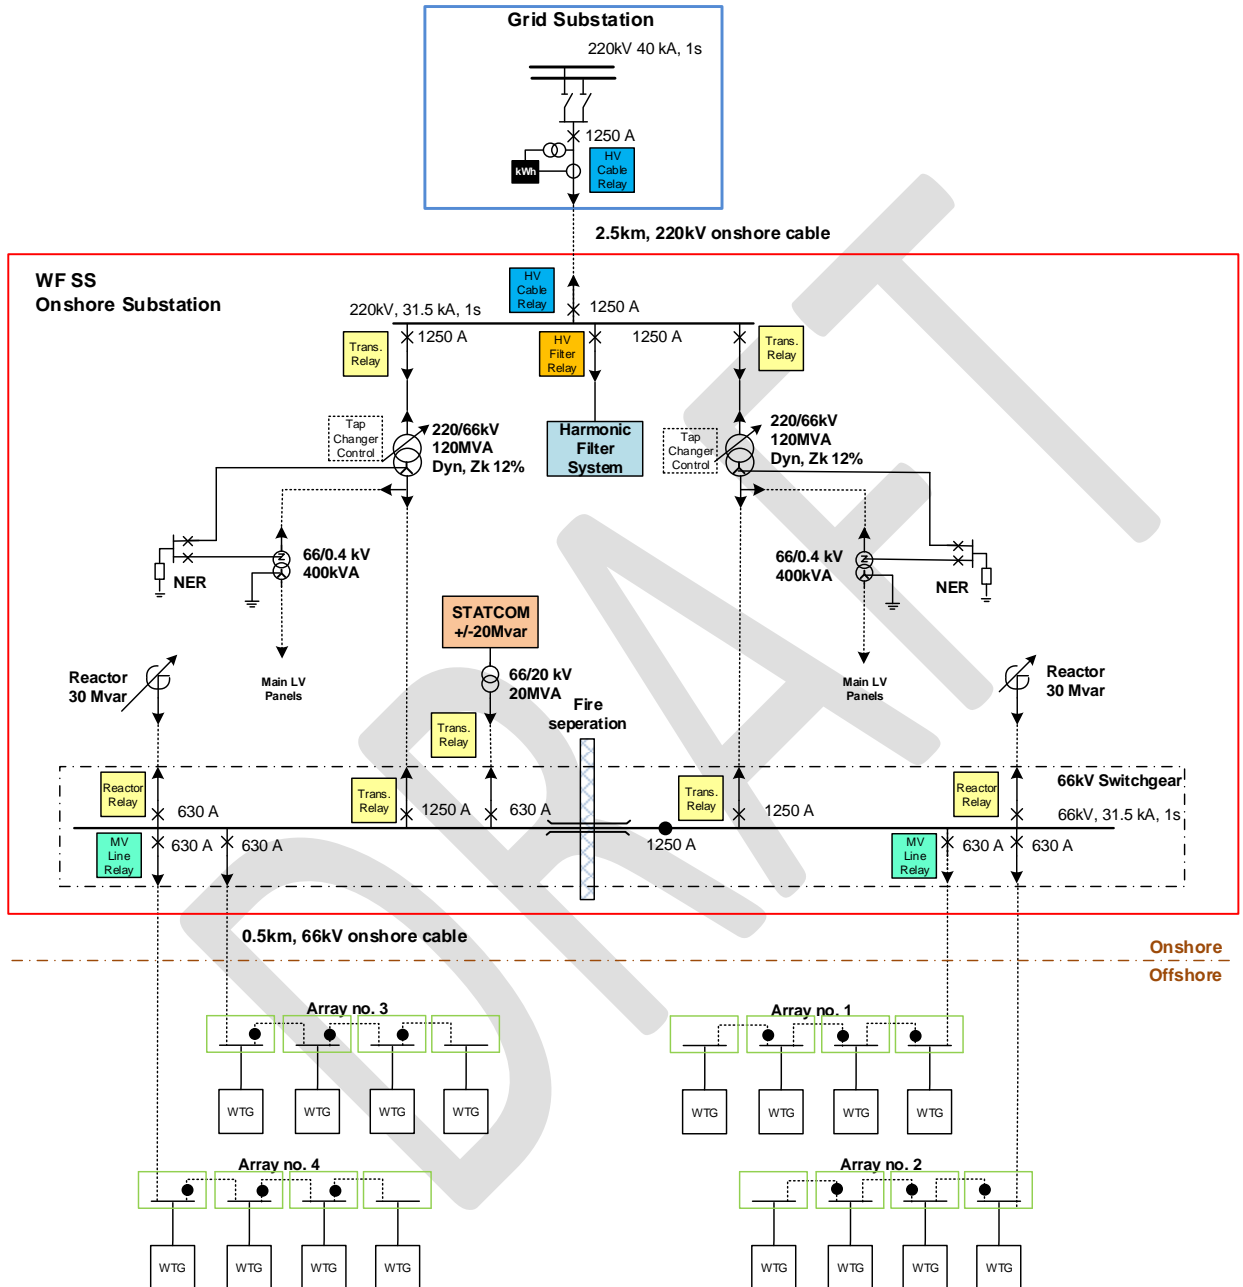 Grid Substation
220kV 40 kA, 1s
1250 A
HV
Cable
Relay
kWh
2.5km, 220kV onshore cable
WF SS
Onshore Substation
HV
Cable
Relay
1250 A
220kV, 31.5 kA, 1s
Trans.
Relay
1250 A
HV
Filter
Relay
1250 A
Trans.
Relay
Tap
Changer
Control
220/66kV
120MVA
Dyn, Zk 12%
Harmonic
Filter
System
Tap
Changer
Control
220/66kV
120MVA
Dyn, Zk 12%
NER
66/0.4 kV
400kVA
66/0.4 kV
400kVA
NER
STATCOM
+/-20Mvar
Reactor
30 Mvar
Main LV
Panels
66/20 kV
20MVA
Main LV
Panels
Reactor
30 Mvar
Fire
seperation
Trans.
Relay
Reactor
Relay
630 A
Trans.
Relay
1250 A
630 A
Trans.
Relay
1250 A
Reactor
Relay
66kV Switchgear
66kV, 31.5 kA, 1s
MV
Line
Relay
630 A
630 A
1250 A
MV
Line
Relay
630 A
630 A
0.5km, 66kV onshore cable
Onshore
Offshore
Array no. 3
WTG
WTG
WTG
WTG
Array no. 1
WTG
WTG
WTG
WTG
Array no. 4
WTG
WTG
WTG
WTG
Array no. 2
WTG
WTG
WTG
WTG
DRAFT